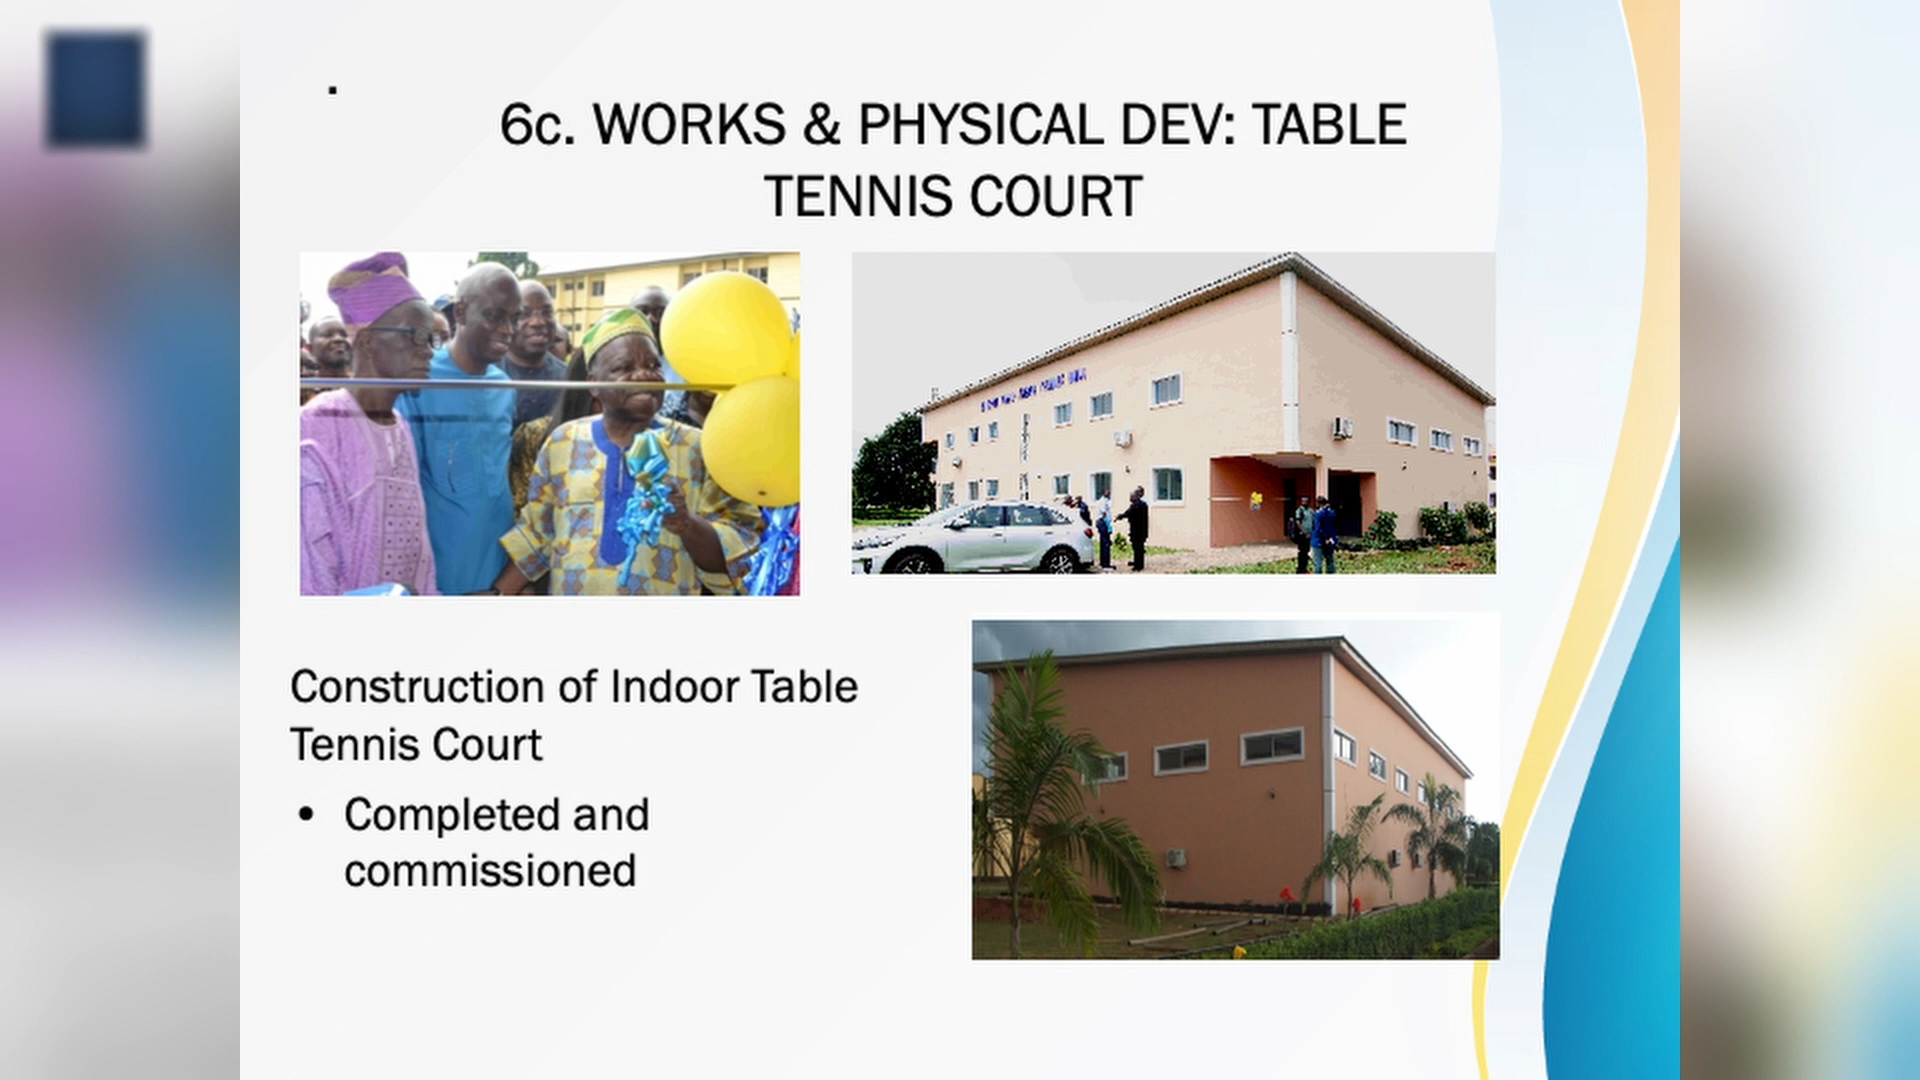 6c. WORKS & PHYSICAL DEV: TABLE
TENNIS COURT
Construction of Indoor Table
Tennis Court
• Completed and
commissioned